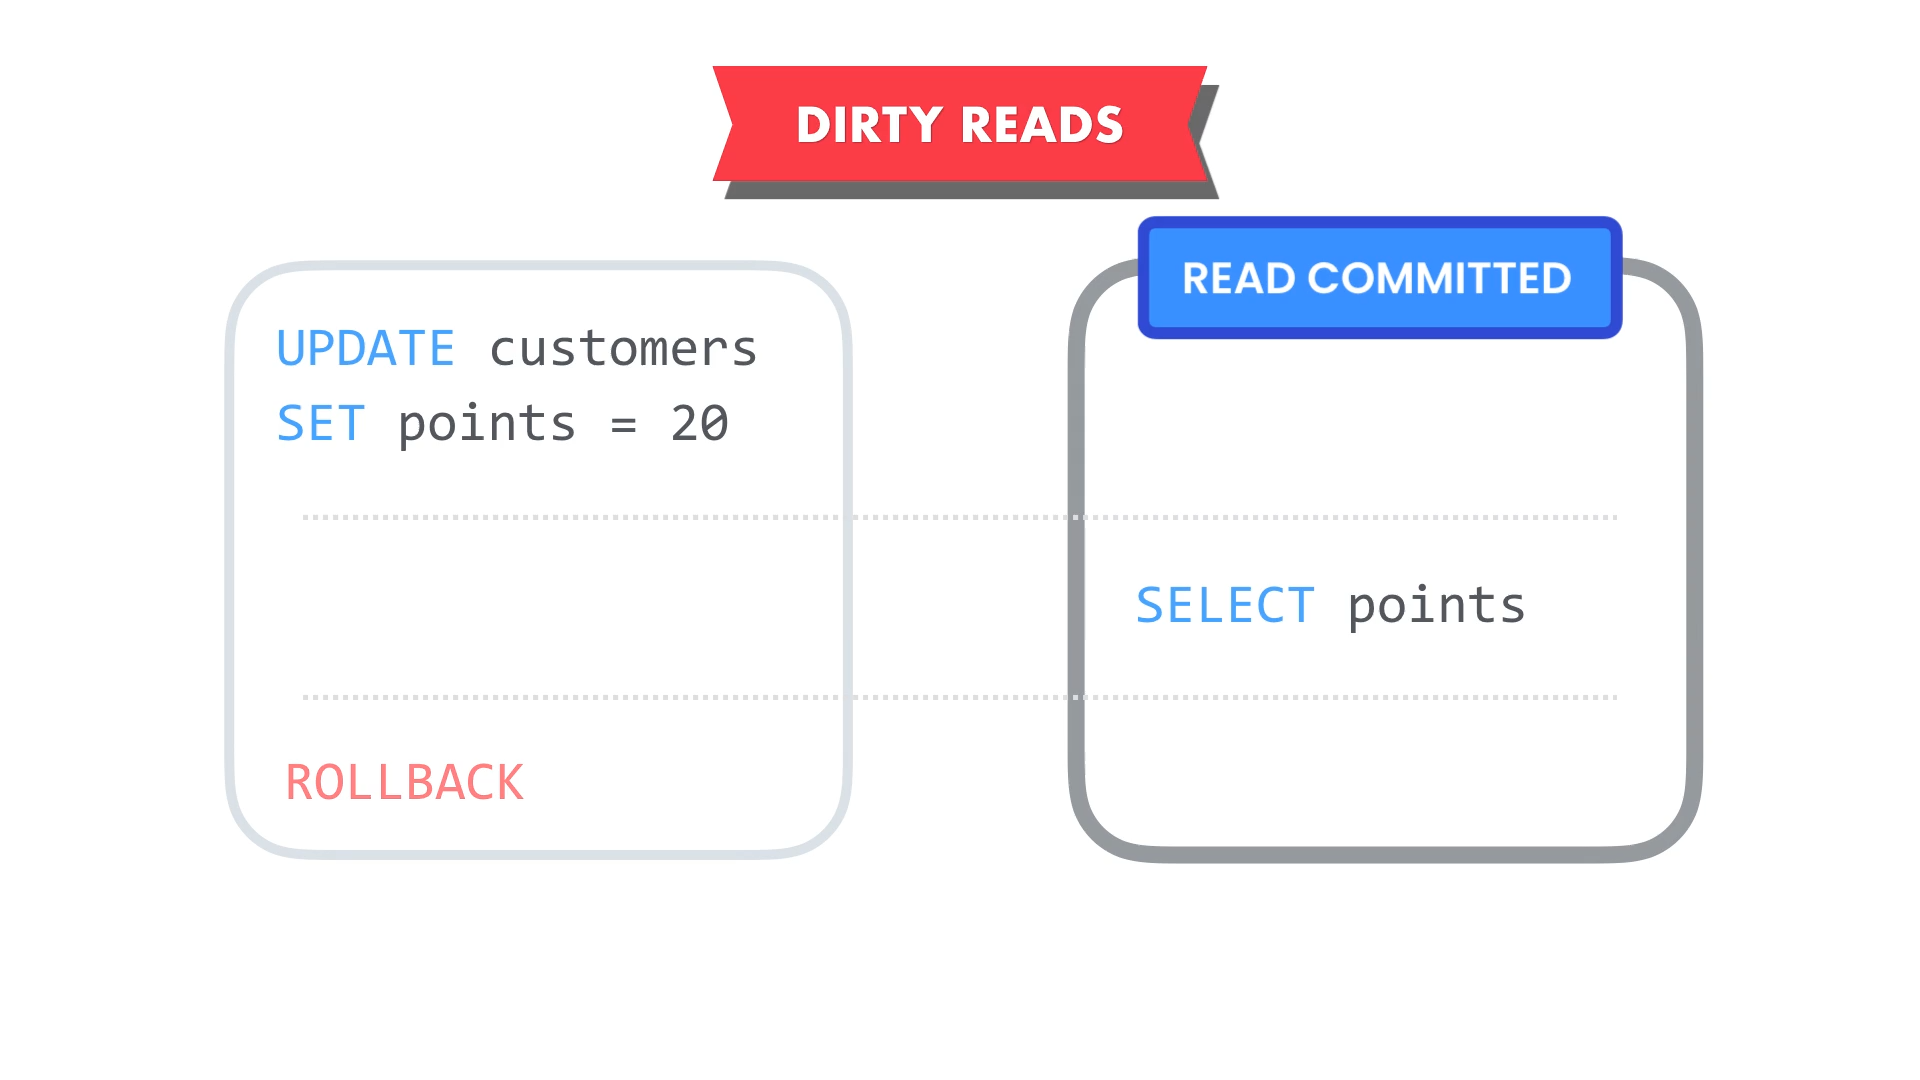 DIRTY READS
READ COMMITTED
UPDATE customers
SET points = 20
SELECT points
ROLLBACK